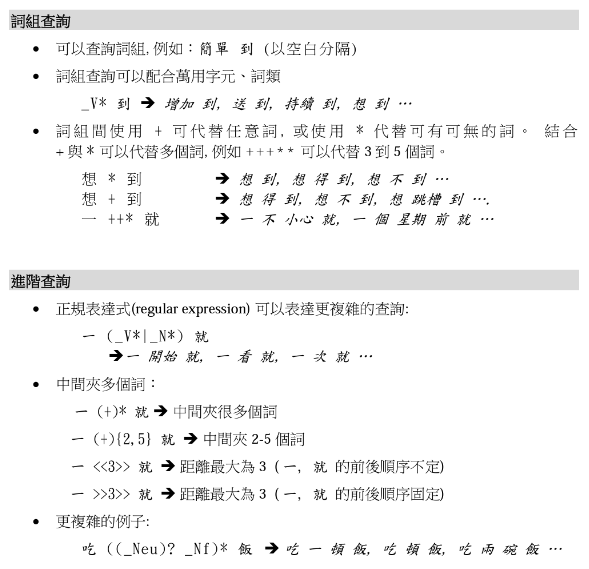 詞組查詢
• 可以查詢詞組, 例如：簡單 到 (以空白分隔)
• 詞組查詢可以配合萬用字元、詞類
_V* 到 ➔ 增加 到, 送 到, 持續 到, 想 到 …
• 詞組間使用 + 可代替任意詞, 或使用 * 代替可有可無的詞。 結合
+與 * 可以代替多個詞, 例如 +++** 可以代替 3 到 5 個詞。
想 * 到 ➔ 想 到, 想 得 到, 想 不 到 …
想 + 到 ➔ 想 得 到, 想 不 到, 想 跳槽 到 …,
一 ++* 就 ➔ 一 不 小心 就, 一 個 星期 前 就 …
進階查詢
• 正規表達式(regular expression) 可以表達更複雜的查詢:
一 (_V*|_N*) 就
➔一 開始 就, 一 看 就, 一 次 就 …
• 中間夾多個詞：
一 (+)* 就 ➔ 中間夾很多個詞
一 (+){2,5} 就 ➔ 中間夾 2-5 個詞
一 <<3>> 就 ➔ 距離最大為 3 (一, 就 的前後順序不定)
一 >>3>> 就 ➔ 距離最大為 3 (一, 就 的前後順序固定)
• 更複雜的例子:
吃 ((_Neu)? _Nf)* 飯 ➔ 吃 一 頓 飯, 吃 頓 飯, 吃 兩 碗 飯 …